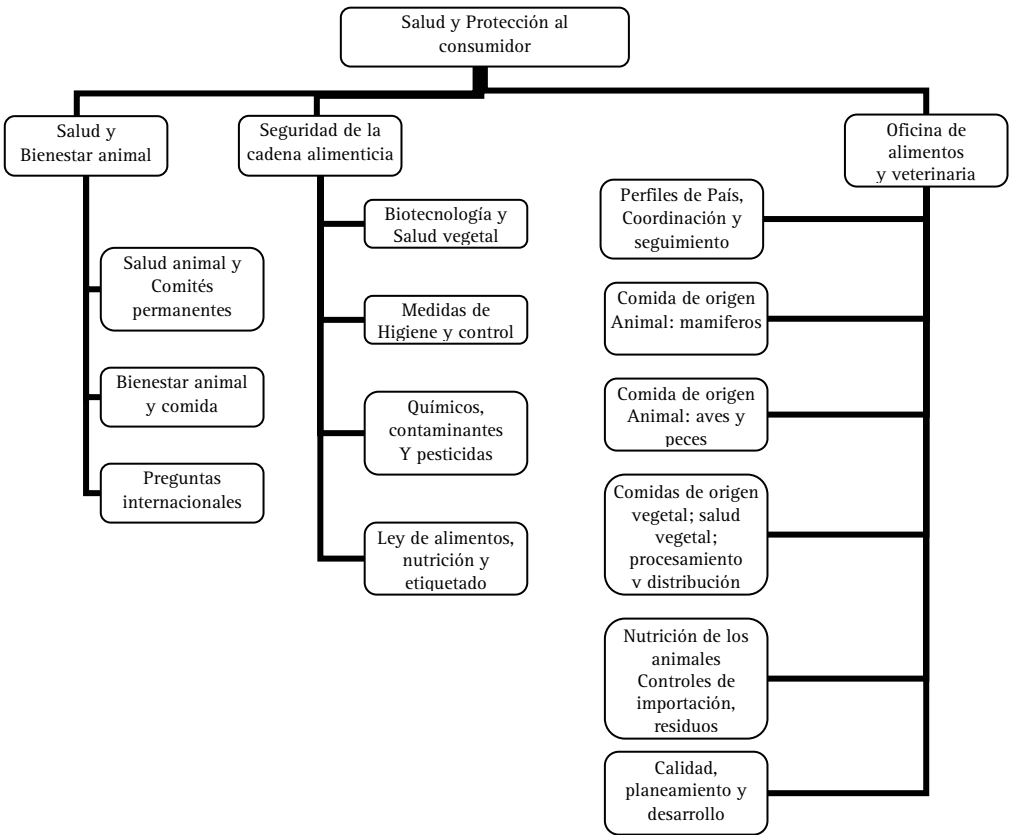 Salud y Protección al
consumidor
Salud y
Bienestar animal
Seguridad de la
cadena alimenticia
Oficina de
alimentos
y veterinaria
Salud animal y
Comités
permanentes
Bienestar animal
y comida
Preguntas
internacionales
Biotecnología y
Salud vegetal
Medidas de
Higiene y control
Químicos,
contaminantes
Y pesticidas
Ley de alimentos,
nutrición y
etiquetado
Perfiles de País,
Coordinación y
seguimiento
Comida de origen
Animal: mamiferos
Comida de origen
Animal: aves y
peces
Comidas de origen
vegetal; salud
vegetal;
procesamiento
y distribución
Nutrición de los
animales
Controles de
importación,
residuos
Calidad,
planeamiento y
desarrollo